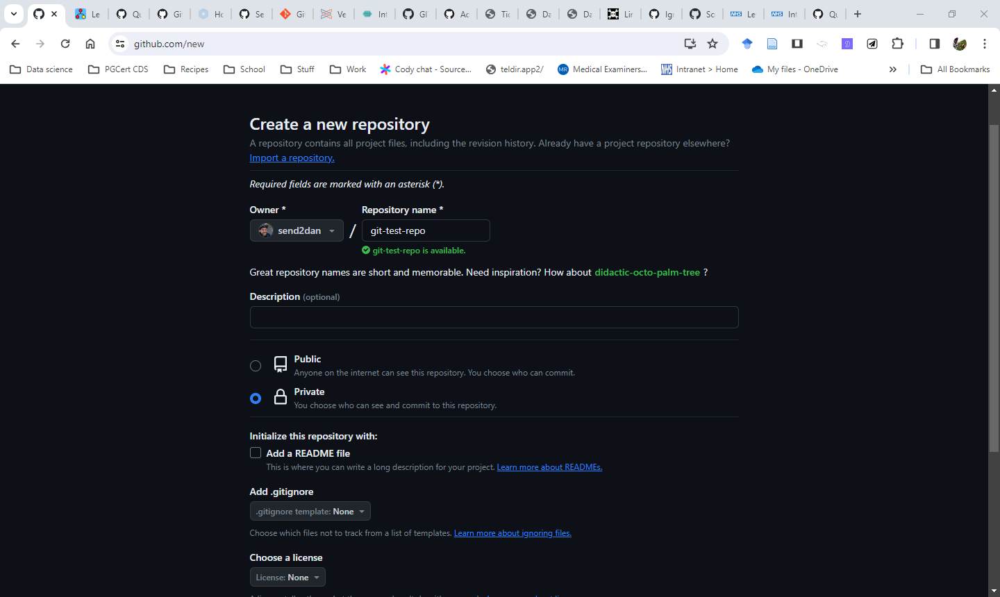 Le
Qu
Gi
Ho
Se
Gi
Ve
Int
Gl
Ac
Tic
Da
Da
Lir
Ig
Sc
NHS Le
NHS Int
Qu
github.com/new
Data science
PGCert CDS
Recipes
School
Stuff
Work
Cody chat - Source...
teldir.app2/
MR Medical Examiners...
NHS Intranet > Home
My files - OneDrive
All Bookmarks
Create a new repository
A repository contains all project files, including the revision history. Already have a project repository elsewhere?
Import a repository.
Required fields are marked with an asterisk (*).
Owner * Repository name *
send2dan / git-test-repo
git-test-repo is available.
Great repository names are short and memorable. Need inspiration? How about didactic-octo-palm-tree ?
Description (optional)
Public
Anyone on the internet can see this repository. You choose who can commit.
Private
You choose who can see and commit to this repository.
Initialize this repository with:
Add a README file
This is where you can write a long description for your project. Learn more about READMEs.
Add .gitignore
.gitignore template: None
Choose which files not to track from a list of templates. Learn more about ignoring files.
Choose a license
License: None